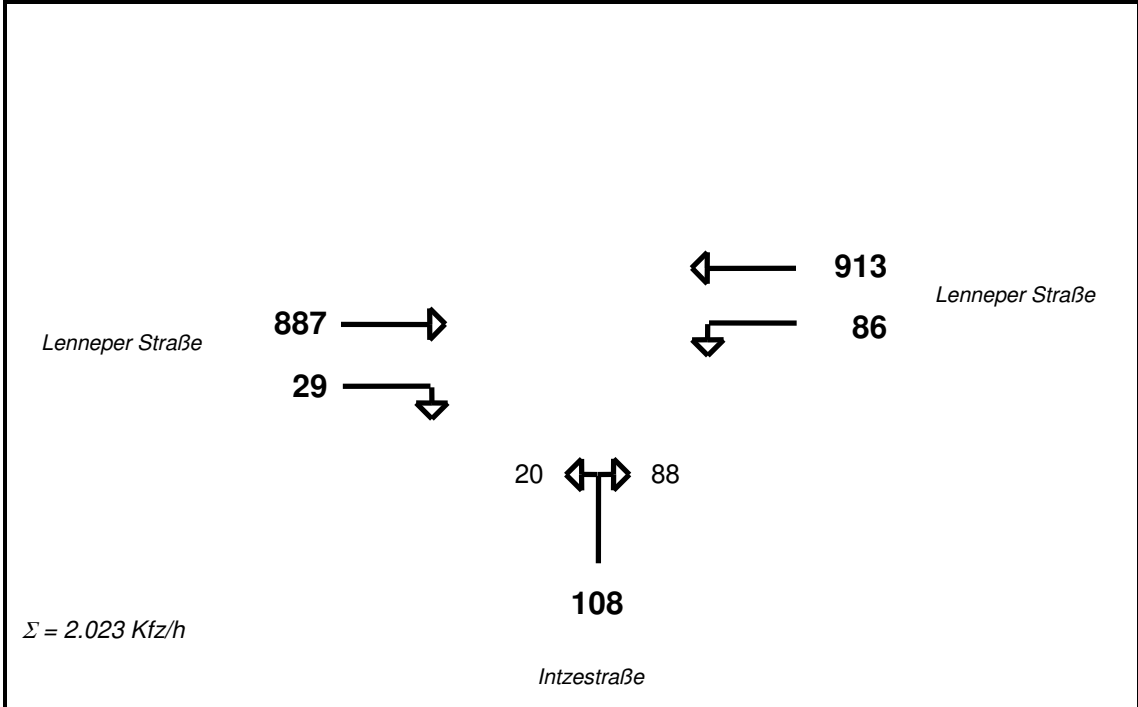 913
Lenneper Straße
887
86
Lenneper Straße
29
20 88
108
Σ = 2.023 Kfz/h
Intzestraße